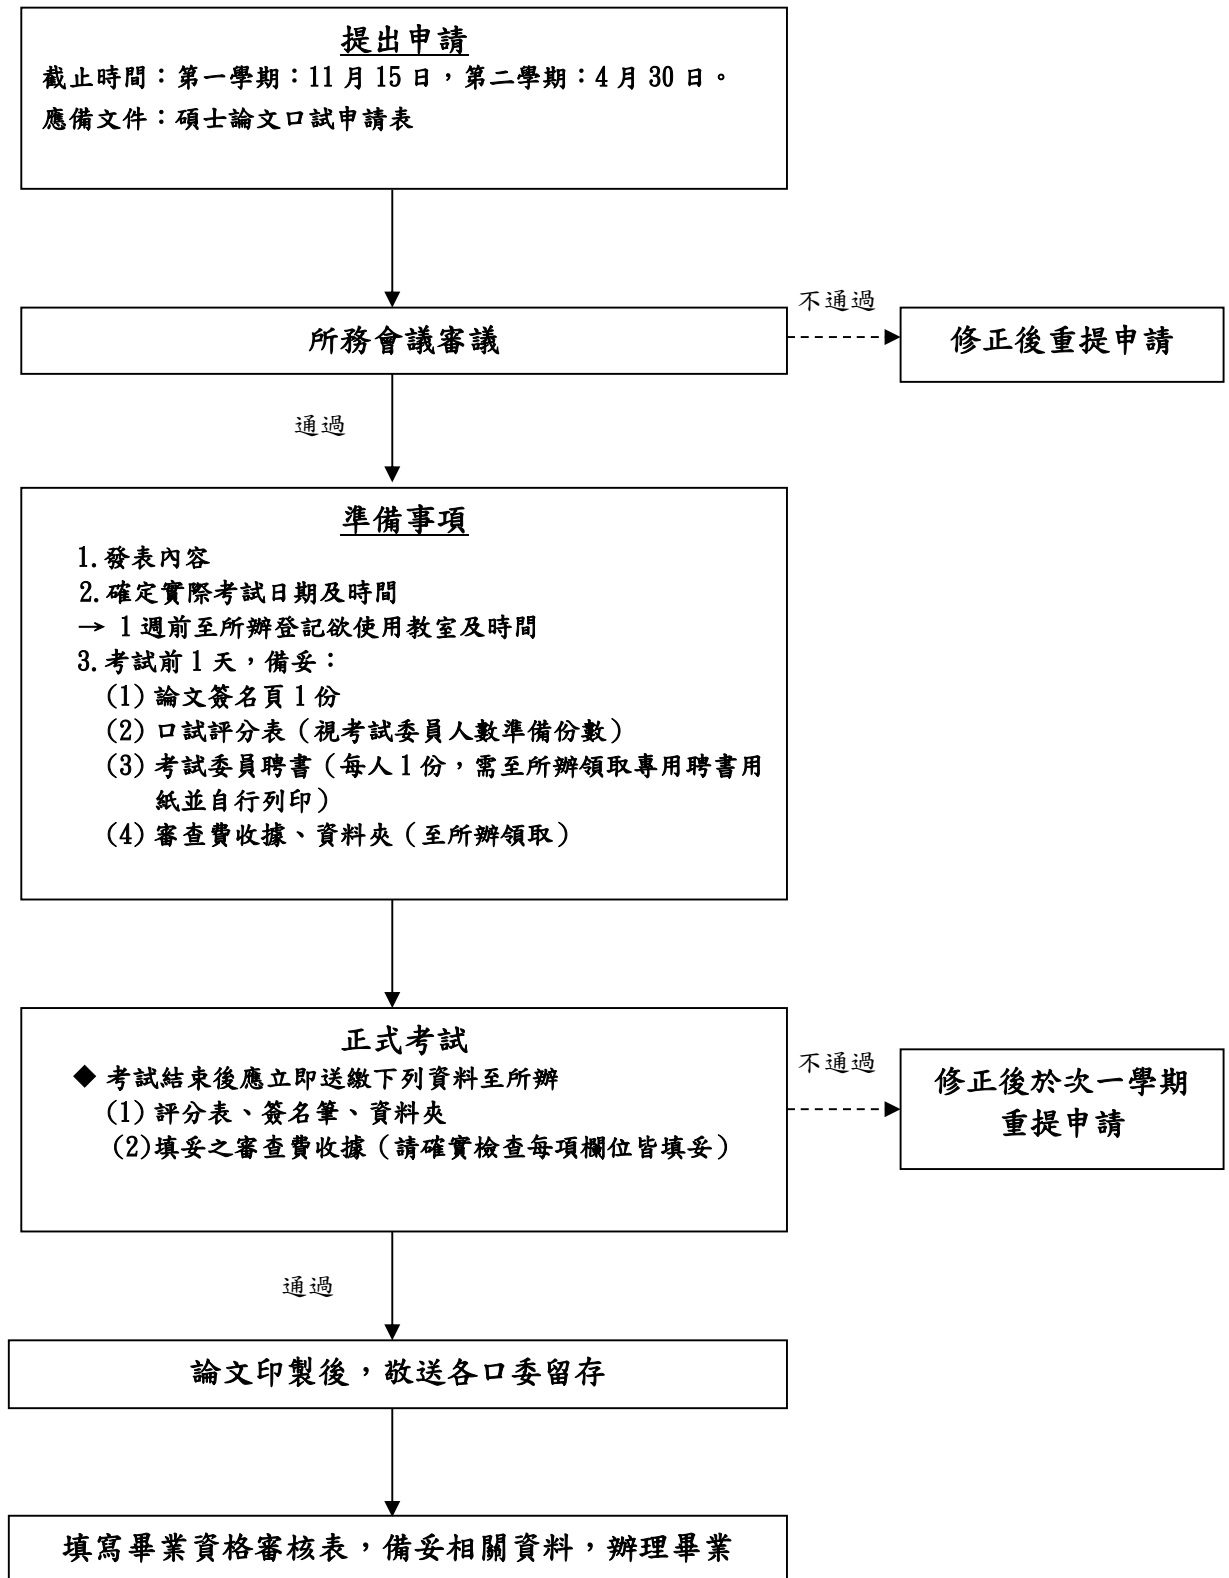 提出申請
截止時間：第一學期：11月15日，第二學期：4月30日。
應備文件：碩士論文口試申請表
所務會議審議
不通過
修正後重提申請
通過
準備事項
1.發表內容
2.確定實際考試日期及時間
→ 1週前至所辦登記欲使用教室及時間
3.考試前1天，備妥：
(1)論文簽名頁1份
(2)口試評分表（視考試委員人數準備份數）
(3)考試委員聘書（每人1份，需至所辦領取專用聘書用
紙並自行列印）
(4)審查費收據、資料夾（至所辦領取）
正式考試
◆ 考試結束後應立即送繳下列資料至所辦
(1)評分表、簽名筆、資料夾
(2)填妥之審查費收據（請確實檢查每項欄位皆填妥）
不通過
修正後於次一學期
重提申請
通過
論文印製後，敬送各口委留存
填寫畢業資格審核表，備妥相關資料，辦理畢業